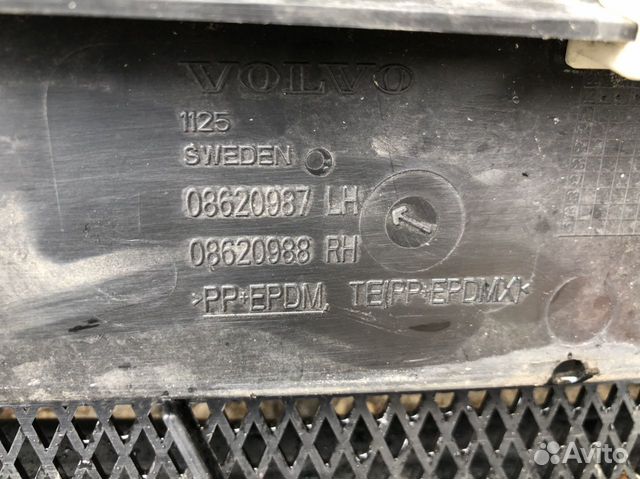 VOLVO
1125
SWEDEN
08620987 LH
08620988 RH
>PP+EPDM TE(PP+EPDMX)<
Avito